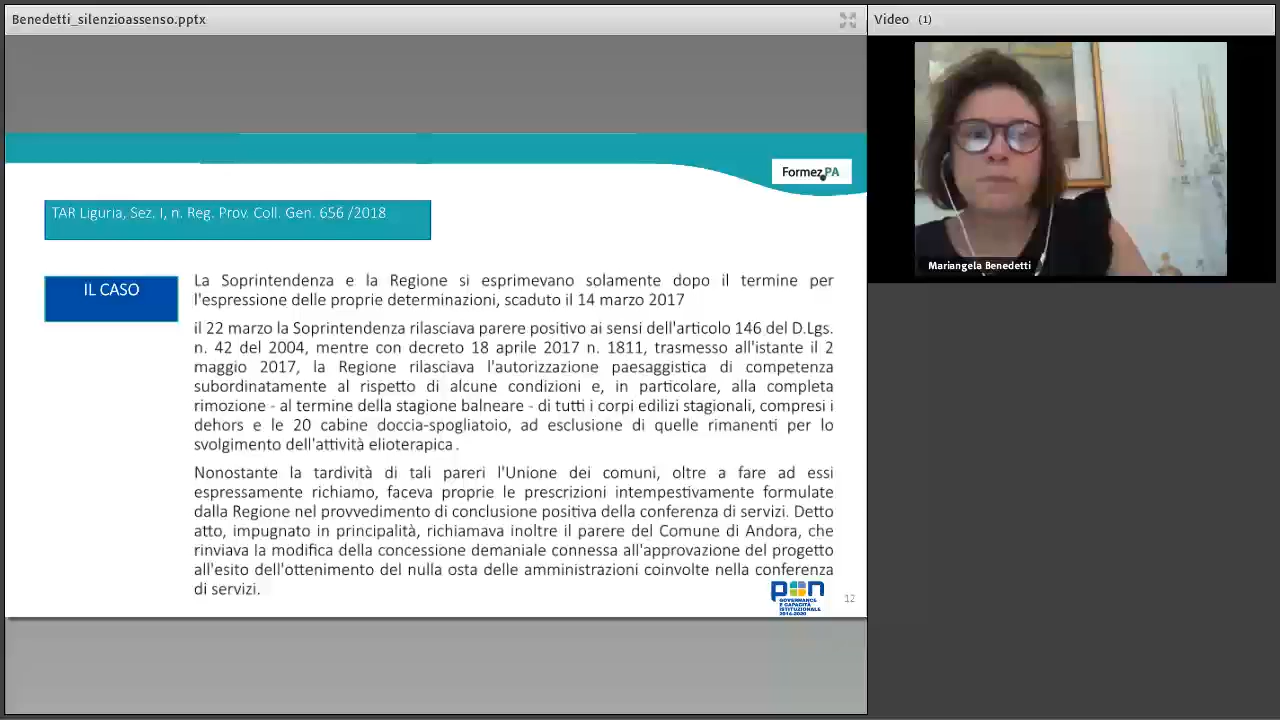 Benedetti_silenzioassenso.pptx
Video (1)
Formez PA
Mariangela Benedetti
TAR Liguria, Sez. I, n. Reg. Prov. Coll. Gen. 656 /2018
IL CASO
La Soprintendenza e la Regione si esprimevano solamente dopo il termine per
l'espressione delle proprie determinazioni, scaduto il 14 marzo 2017
il 22 marzo la Soprintendenza rilasciava parere positivo ai sensi dell'articolo 146 del D.Lgs.
n. 42 del 2004, mentre con decreto 18 aprile 2017 n. 1811, trasmesso all'istante il 2
maggio 2017, la Regione rilasciava l'autorizzazione paesaggistica di competenza
subordinatamente al rispetto di alcune condizioni e, in particolare, alla completa
rimozione - al termine della stagione balneare - di tutti i corpi edilizi stagionali, compresi i
dehors e le 20 cabine doccia-spogliatoio, ad esclusione di quelle rimanenti per lo
svolgimento dell'attività elioterapica .
Nonostante la tardività di tali pareri l'Unione dei comuni, oltre a fare ad essi
espressamente richiamo, faceva proprie le prescrizioni intempestivamente formulate
dalla Regione nel provvedimento di conclusione positiva della conferenza di servizi. Detto
atto, impugnato in principalità, richiamava inoltre il parere del Comune di Andora, che
rinviava la modifica della concessione demaniale connessa all'approvazione del progetto
all'esito dell'ottenimento del nulla osta delle amministrazioni coinvolte nella conferenza
di servizi.
pon
GOVERNANCE
E CAPACITÀ
ISTITUZIONALE
2014-2020
12